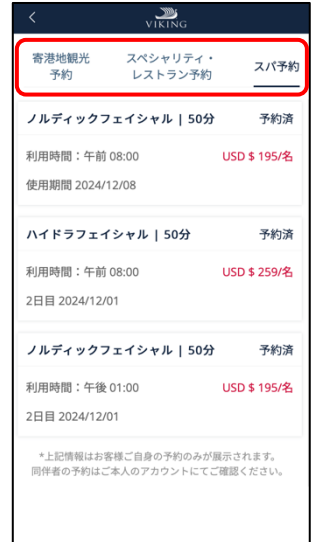 VIKING
寄港地観光
予約
スペシャリティ・
レストラン予約
スパ予約
ノルディックフェイシャル | 50分 予約済
利用時間：午前 08:00 USD $ 195/名
使用期間 2024/12/08
ハイドラフェイシャル | 50分 予約済
利用時間：午前 08:00 USD $ 259/名
2日目 2024/12/01
ノルディックフェイシャル | 50分 予約済
利用時間：午後 01:00 USD $ 195/名
2日目 2024/12/01
*上記情報はお客様ご自身の予約のみが展示されます。
同伴者の予約はご本人のアカウントにてご確認ください。